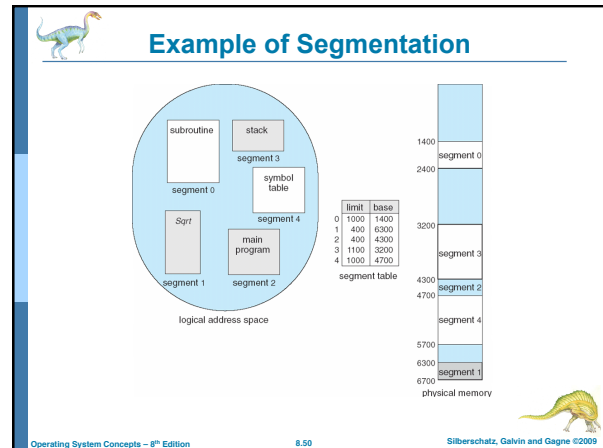 Example of Segmentation
subroutine
segment 0
stack
segment 3
symbol
table
segment 4
Sqrt
segment 1
main
program
segment 2
logical address space
limit base
0 1000 1400
1 400 6300
2 400 4300
3 1100 3200
4 1000 4700
segment table
1400
segment 0
2400
3200
segment 3
4300
segment 2
4700
segment 4
5700
6300
segment 1
6700
physical memory
Operating System Concepts – 8th Edition
8.50
Silberschatz, Galvin and Gagne ©2009